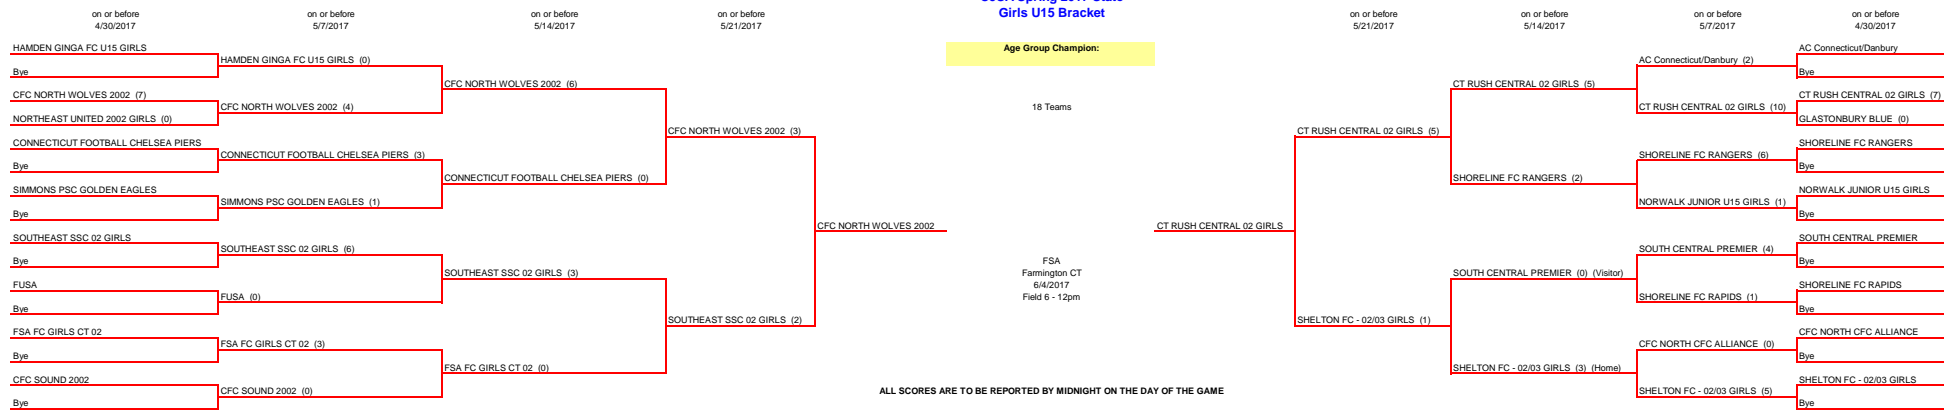 Girls U15 Bracket
on or before
4/30/2017
on or before
5/7/2017
on or before
5/14/2017
on or before
5/21/2017
on or before
5/21/2017
on or before
5/14/2017
on or before
5/7/2017
on or before
4/30/2017
Age Group Champion:
18 Teams
HAMDEN GINGA FC U15 GIRLS
Bye
CFC NORTH WOLVES 2002 (7)
NORTHEAST UNITED 2002 GIRLS (0)
CONNECTICUT FOOTBALL CHELSEA PIERS
Bye
SIMMONS PSC GOLDEN EAGLES
Bye
SOUTHEAST SSC 02 GIRLS
Bye
FUSA
Bye
FSA FC GIRLS CT 02
Bye
CFC SOUND 2002
Bye
HAMDEN GINGA FC U15 GIRLS (0)
CFC NORTH WOLVES 2002 (4)
CONNECTICUT FOOTBALL CHELSEA PIERS (3)
SIMMONS PSC GOLDEN EAGLES (1)
SOUTHEAST SSC 02 GIRLS (6)
FUSA (0)
FSA FC GIRLS CT 02 (3)
CFC SOUND 2002 (0)
CFC NORTH WOLVES 2002 (6)
CONNECTICUT FOOTBALL CHELSEA PIERS (0)
SOUTHEAST SSC 02 GIRLS (3)
FSA FC GIRLS CT 02 (0)
CFC NORTH WOLVES 2002 (3)
SOUTHEAST SSC 02 GIRLS (2)
CFC NORTH WOLVES 2002
FSA
Farmington CT
6/4/2017
Field 6 - 12pm
CT RUSH CENTRAL 02 GIRLS
CT RUSH CENTRAL 02 GIRLS (5)
SHELTON FC - 02/03 GIRLS (1)
CT RUSH CENTRAL 02 GIRLS (5)
SHORELINE FC RANGERS (2)
SOUTH CENTRAL PREMIER (0) (Visitor)
SHELTON FC - 02/03 GIRLS (3) (Home)
AC Connecticut/Danbury (2)
CT RUSH CENTRAL 02 GIRLS (10)
SHORELINE FC RANGERS (6)
NORWALK JUNIOR U15 GIRLS (1)
SOUTH CENTRAL PREMIER (4)
SHORELINE FC RAPIDS (1)
CFC NORTH CFC ALLIANCE (0)
SHELTON FC - 02/03 GIRLS (5)
AC Connecticut/Danbury
Bye
CT RUSH CENTRAL 02 GIRLS (7)
GLASTONBURY BLUE (0)
SHORELINE FC RANGERS
Bye
NORWALK JUNIOR U15 GIRLS
Bye
SOUTH CENTRAL PREMIER
Bye
SHORELINE FC RAPIDS
Bye
CFC NORTH CFC ALLIANCE
Bye
SHELTON FC - 02/03 GIRLS
Bye
ALL SCORES ARE TO BE REPORTED BY MIDNIGHT ON THE DAY OF THE GAME